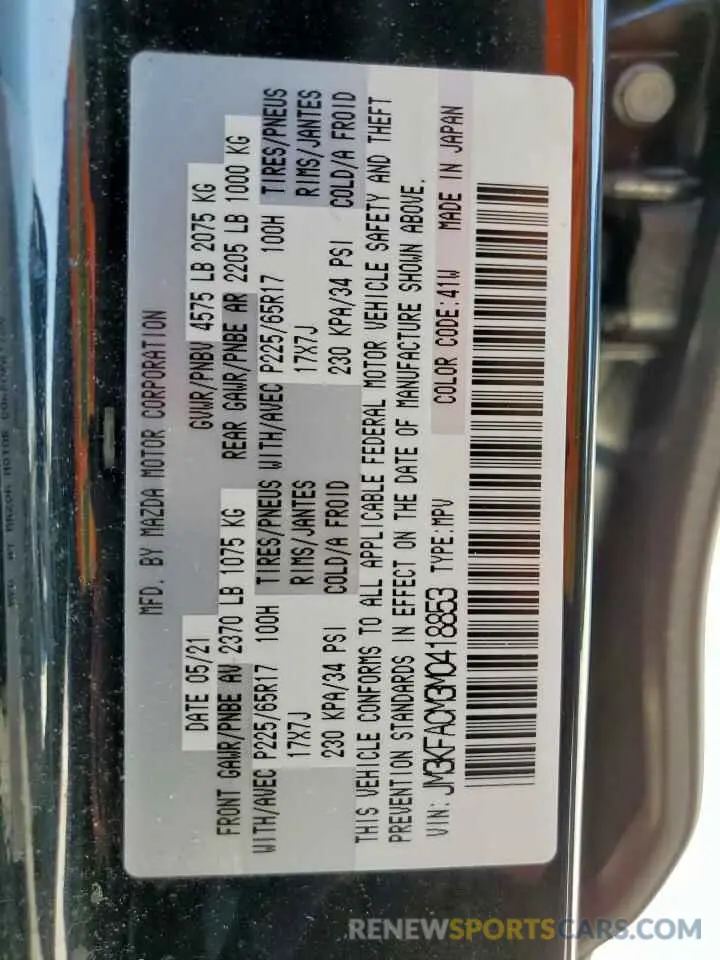 MFD. BY MAZDA MOTOR CORPORATION
DATE 05/21 GVWR/PNBV 4575 LB 2075 KG
FRONT GAWR/PNBE AV 2370 LB 1075 KG REAR GAWR/PNBE AR 2205 LB 1000 KG
WITH/AVEC P225/65R17 100H TIRES/PNEUS WITH/AVEC P225/65R17 100H TIRES/PNEUS
17X7J RIMS/JANTES 17X7J RIMS/JANTES
230 KPA/34 PSI COLD/A FROID 230 KPA/34 PSI COLD/A FROID
THIS VEHICLE CONFORMS TO ALL APPLICABLE FEDERAL MOTOR VEHICLE SAFETY AND THEFT
PREVENTION STANDARDS IN EFFECT ON THE DATE OF MANUFACTURE SHOWN ABOVE.
VIN: JM3KFACM3M0418853 TYPE:MPV COLOR CODE:41W MADE IN JAPAN
RENEWSPORTSCARS.COM